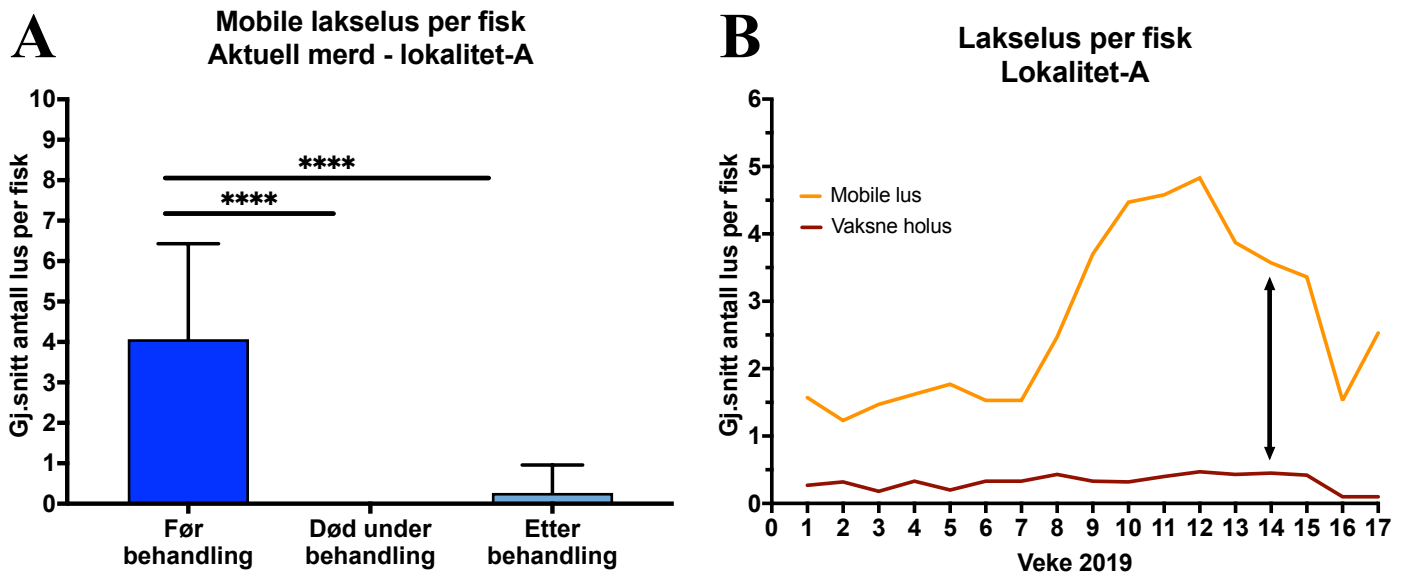 A
Mobile lakselus per fisk
Aktuell merd - lokalitet-A
Gj.snitt antall lus per fisk
10
9
8
7
6
5
4
3
2
1
0
****
****
Før
behandling
Død under
behandling
Etter
behandling
B
Lakselus per fisk
Lokalitet-A
Gj.snitt antall lus per fisk
6
5
4
3
2
1
0
Mobile lus
Vaksne holus
0 1 2 3 4 5 6 7 8 9 10 11 12 13 14 15 16 17
Veke 2019